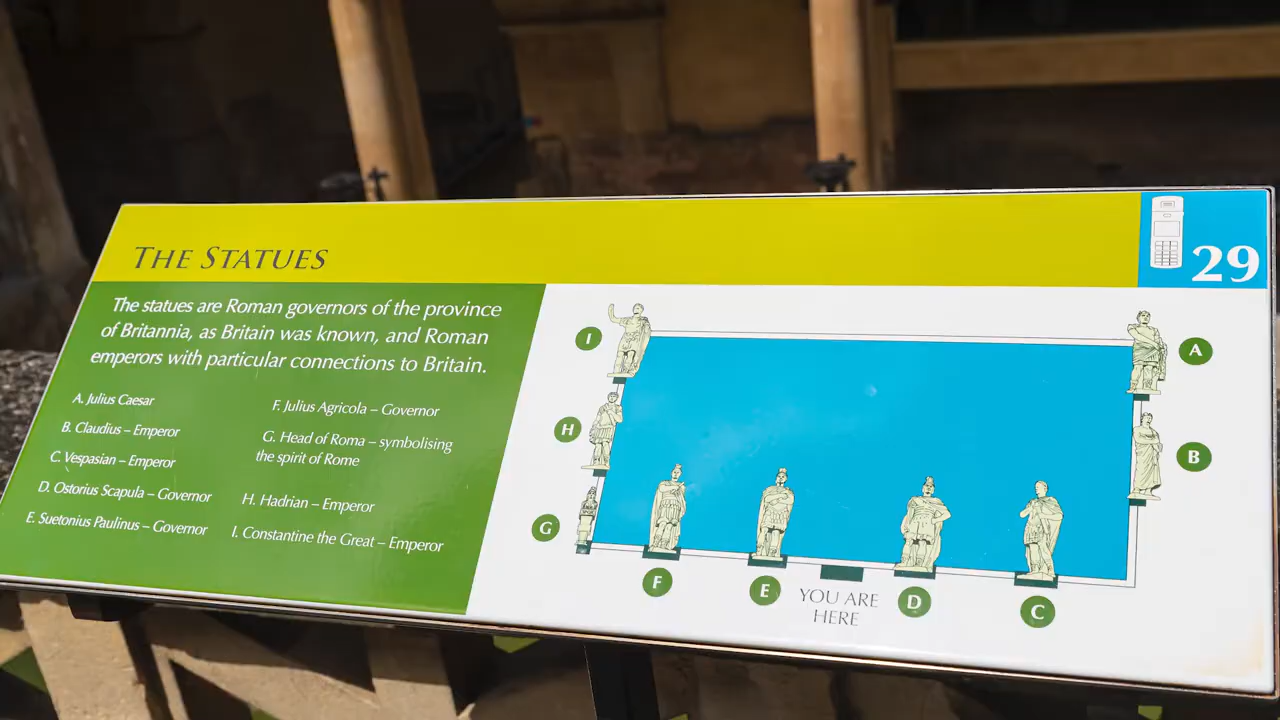 THE STATUES
29
The statues are Roman governors of the province
of Britannia, as Britain was known, and Roman
emperors with particular connections to Britain.
A. Julius Caesar
B. Claudius – Emperor
C. Vespasian – Emperor
D. Ostorius Scapula – Governor
E. Suetonius Paulinus – Governor
F. Julius Agricola – Governor
G. Head of Roma – symbolising
the spirit of Rome
H. Hadrian – Emperor
I. Constantine the Great – Emperor
I
A
H
B
G
F
E
YOU ARE
HERE
D
C